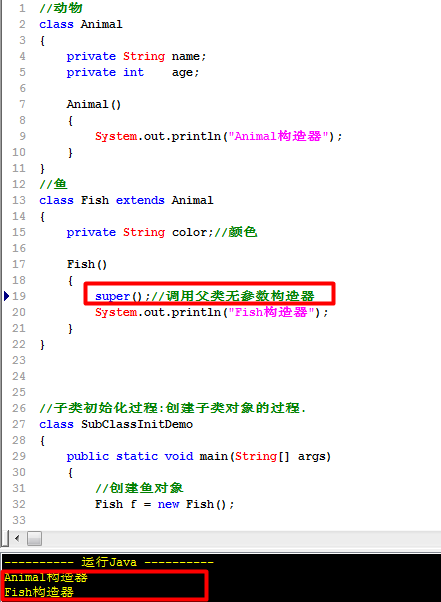 1 //动物
2 class Animal
3 {
4 private String name;
5 private int age;
6
7 Animal()
8 {
9 System.out.println("Animal构造器");
10 }
11 }
12 //鱼
13 class Fish extends Animal
14 {
15 private String color;//颜色
16
17 Fish()
18 {
19 super();//调用父类无参数构造器
20 System.out.println("Fish构造器");
21 }
22 }
23
24
25
26 //子类初始化过程:创建子类对象的过程.
27 class SubClassInitDemo
28 {
29 public static void main(String[] args)
30 {
31 //创建鱼对象
32 Fish f = new Fish();
33
---------- 运行Java ----------
Animal构造器
Fish构造器